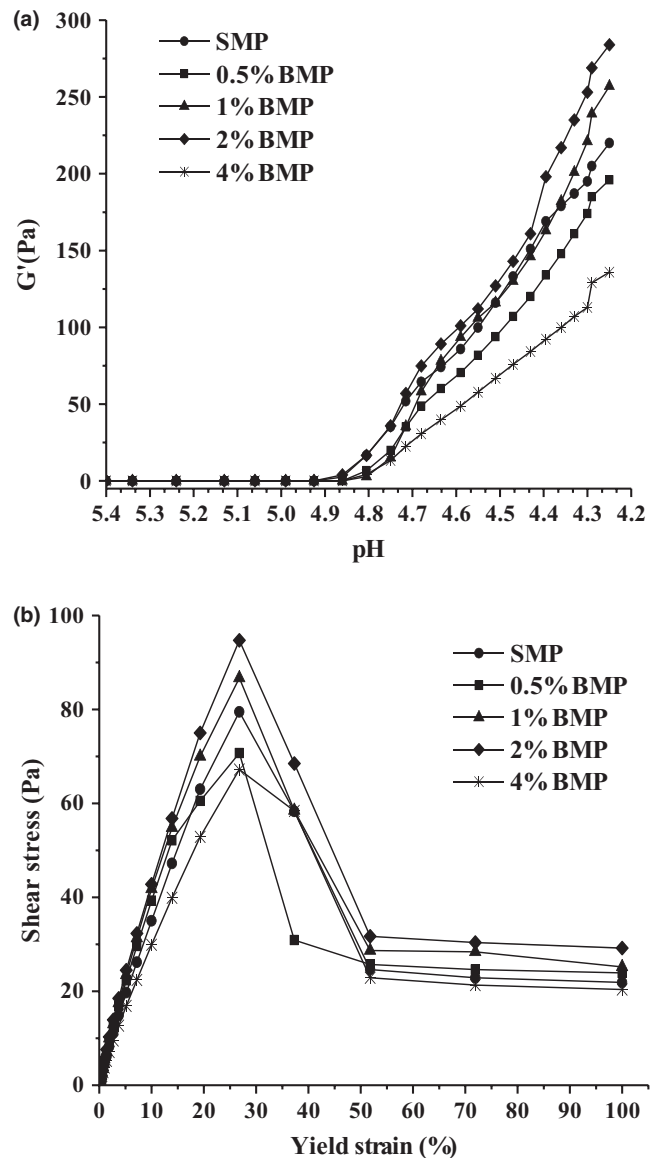 (a)
300
250
200
150
100
50
0
G'(Pa)
SMP
0.5% BMP
1% BMP
2% BMP
4% BMP
5.4 5.3 5.2 5.1 5.0 4.9 4.8 4.7 4.6 4.5 4.4 4.3 4.2
pH
(b)
100
80
60
40
20
0
Shear stress (Pa)
SMP
0.5% BMP
1% BMP
2% BMP
4% BMP
0 10 20 30 40 50 60 70 80 90 100
Yield strain (%)